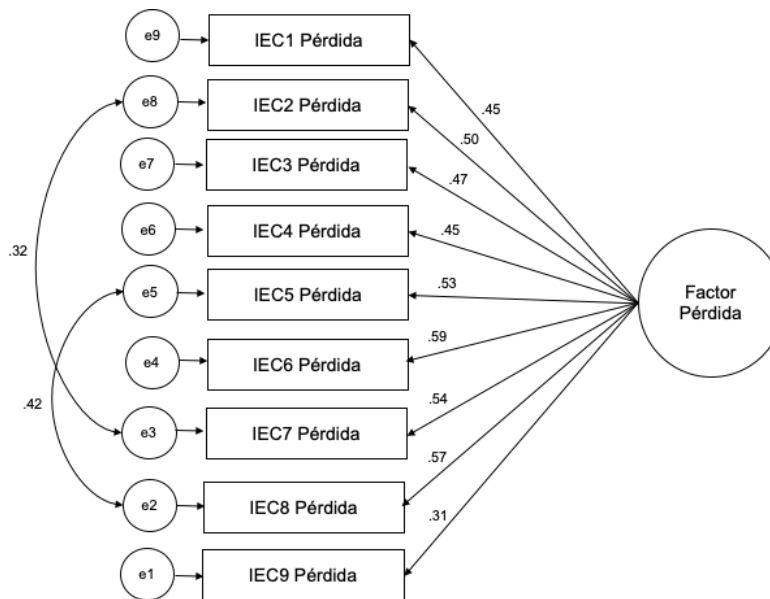 e9
IEC1 Pérdida
.45
e8
IEC2 Pérdida
.50
e7
IEC3 Pérdida
.47
e6
IEC4 Pérdida
.45
.32
e5
IEC5 Pérdida
.53
Factor
Pérdida
e4
IEC6 Pérdida
.59
.42
e3
IEC7 Pérdida
.54
e2
IEC8 Pérdida
.57
e1
IEC9 Pérdida
.31